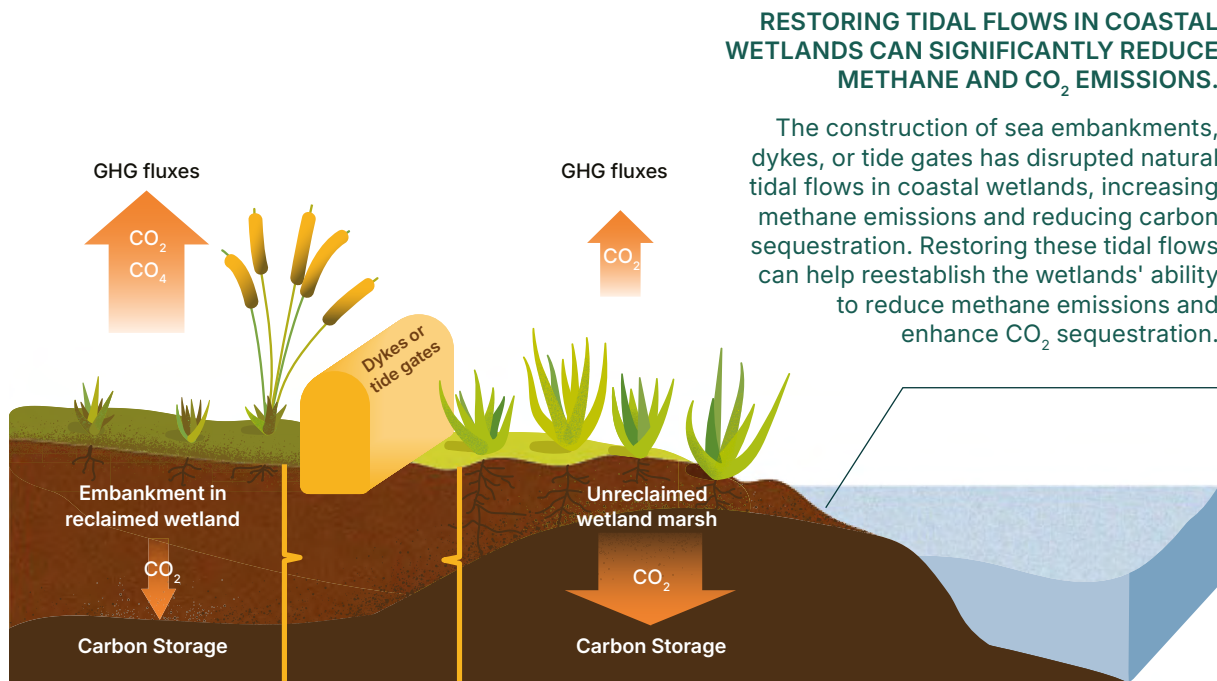 RESTORING TIDAL FLOWS IN COASTAL
WETLANDS CAN SIGNIFICANTLY REDUCE
METHANE AND CO₂ EMISSIONS.
The construction of sea embankments,
dykes, or tide gates has disrupted natural
tidal flows in coastal wetlands, increasing
methane emissions and reducing carbon
sequestration. Restoring these tidal flows
can help reestablish the wetlands' ability
to reduce methane emissions and
enhance CO₂ sequestration.
GHG fluxes
CO₂
CO₄
GHG fluxes
CO₂
Dykes or
tide gates
Embankment in
reclaimed wetland
CO₂
Carbon Storage
Unreclaimed
wetland marsh
CO₂
Carbon Storage